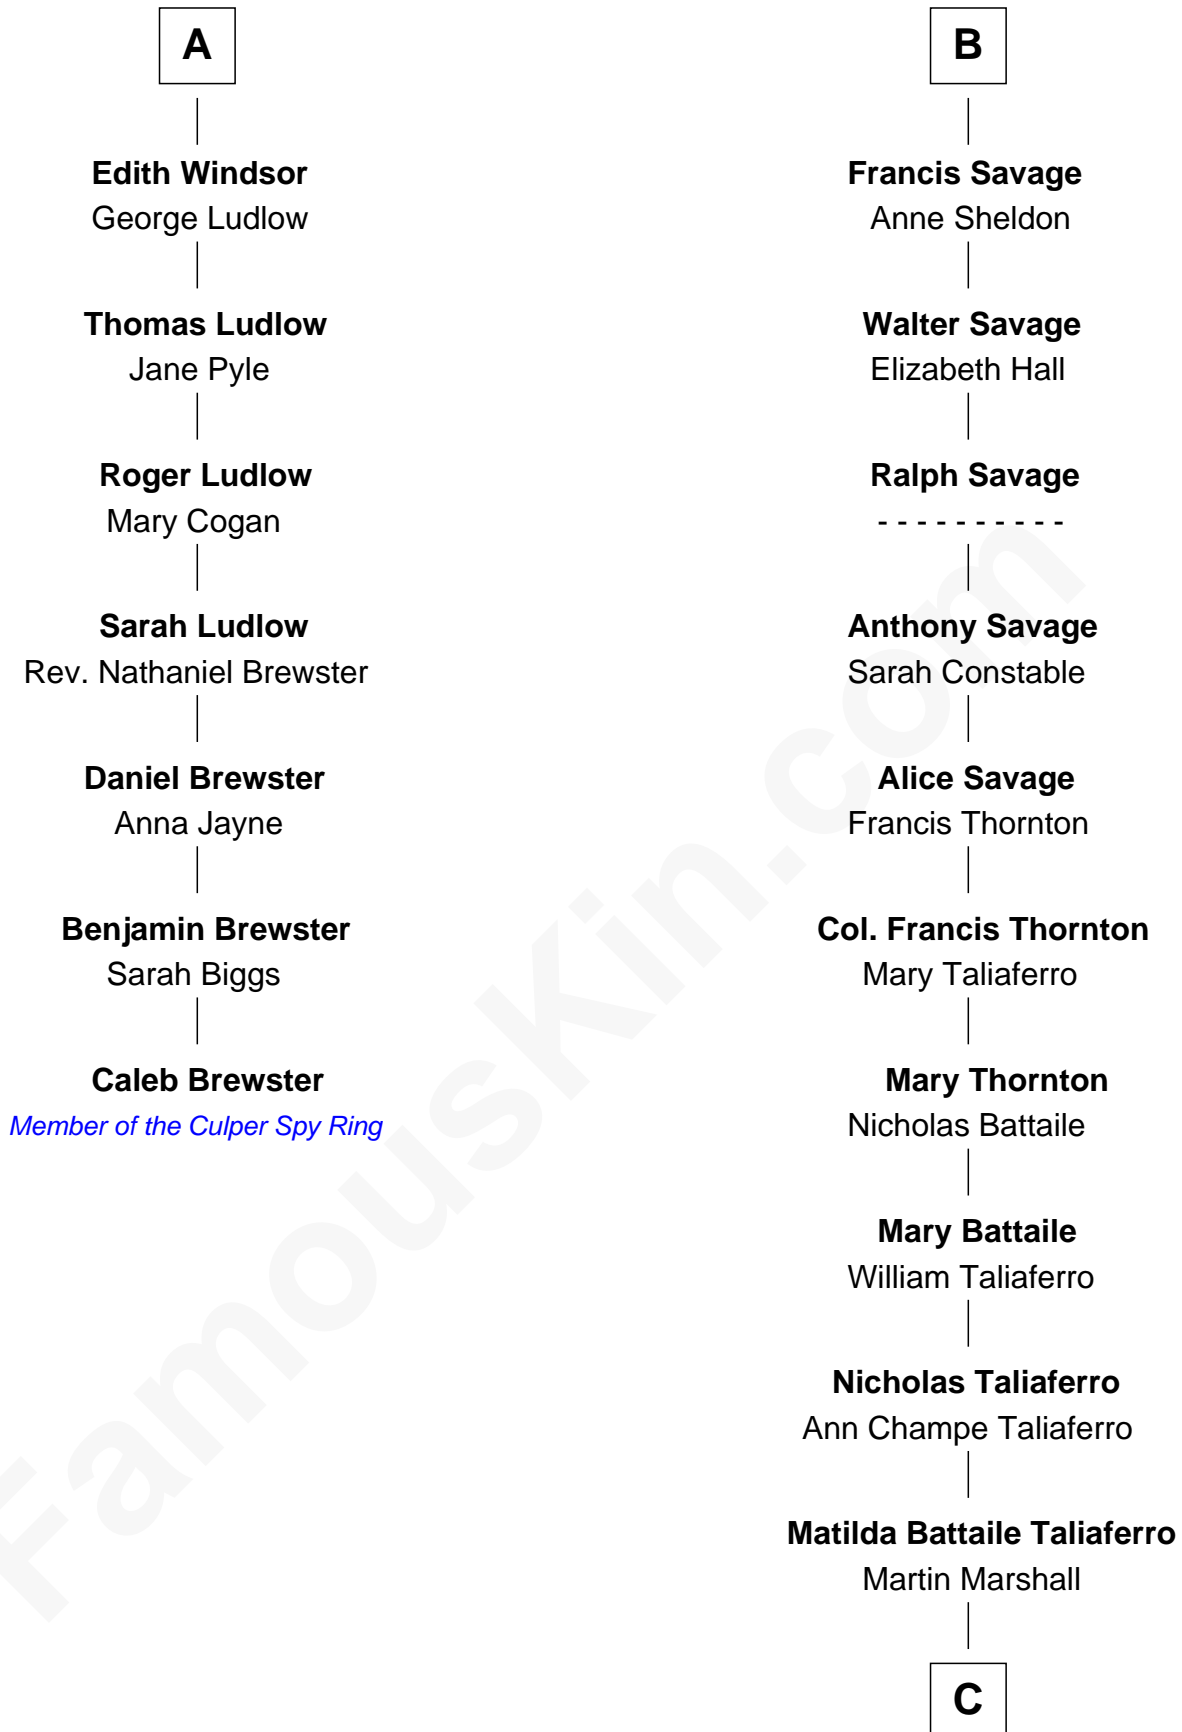 A
Edith Windsor
George Ludlow
Thomas Ludlow
Jane Pyle
Roger Ludlow
Mary Cogan
Sarah Ludlow
Rev. Nathaniel Brewster
Daniel Brewster
Anna Jayne
Benjamin Brewster
Sarah Biggs
Caleb Brewster
Member of the Culper Spy Ring
B
Francis Savage
Anne Sheldon
Walter Savage
Elizabeth Hall
Ralph Savage
- - - - - - - - - -
Anthony Savage
Sarah Constable
Alice Savage
Francis Thornton
Col. Francis Thornton
Mary Taliaferro
Mary Thornton
Nicholas Battaile
Mary Battaile
William Taliaferro
Nicholas Taliaferro
Ann Champe Taliaferro
Matilda Battaile Taliaferro
Martin Marshall
C
FamousKin.com